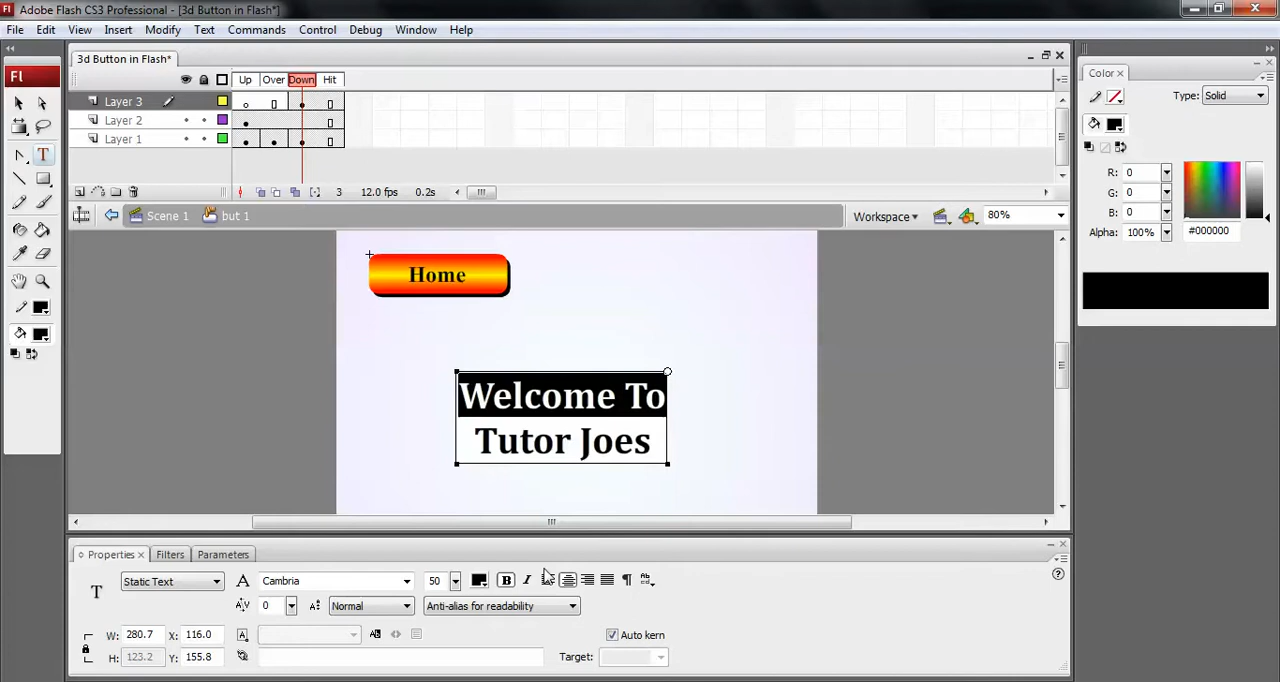 Fl Adobe Flash CS3 Professional - [3d Button in Flash*]
File Edit View Insert Modify Text Commands Control Debug Window Help
Fl
3d Button in Flash*
Up Over Down Hit
Layer 3
Layer 2
Layer 1
3 12.0 fps 0.2s
Scene 1 but 1
Workspace 80%
Home
Welcome To
Tutor Joes
Properties Filters Parameters
T Static Text A Cambria 50 B I
A|V 0 Normal Anti-alias for readability
W: 280.7 X: 116.0 Auto kern
H: 123.2 Y: 155.8 Target:
Color
Type: Solid
R: 0
G: 0
B: 0
Alpha: 100% #000000